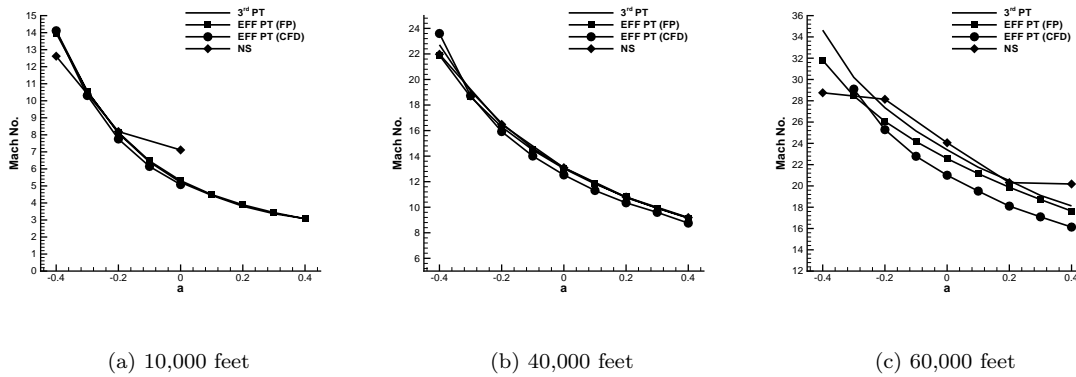 3rd PT
EFF PT (FP)
EFF PT (CFD)
NS
Mach No.
15
14
13
12
11
10
9
8
7
6
5
4
3
2
1
0
-0.4
-0.2
0
0.2
0.4
a
(a) 10,000 feet
3rd PT
EFF PT (FP)
EFF PT (CFD)
NS
Mach No.
24
22
20
18
16
14
12
10
8
6
-0.4
-0.2
0
0.2
0.4
a
(b) 40,000 feet
3rd PT
EFF PT (FP)
EFF PT (CFD)
NS
Mach No.
36
34
32
30
28
26
24
22
20
18
16
14
12
-0.4
-0.2
0
0.2
0.4
a
(c) 60,000 feet